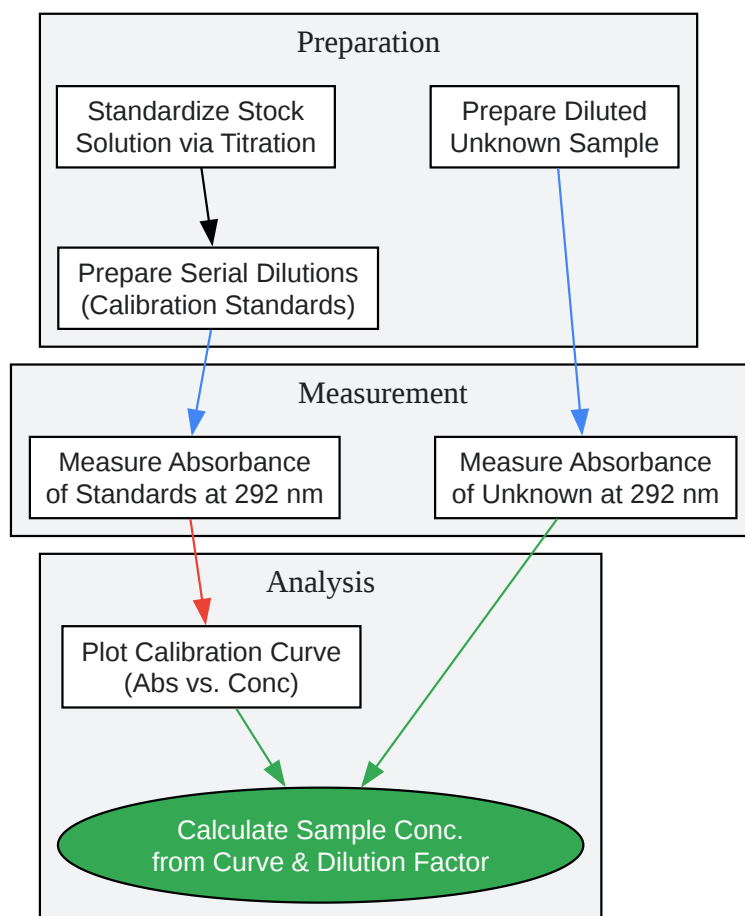 Preparation
Standardize Stock
Solution via Titration
Prepare Diluted
Unknown Sample
Prepare Serial Dilutions
(Calibration Standards)
Measurement
Measure Absorbance
of Standards at 292 nm
Measure Absorbance
of Unknown at 292 nm
Analysis
Plot Calibration Curve
(Abs vs. Conc)
Calculate Sample Conc.
from Curve & Dilution Factor